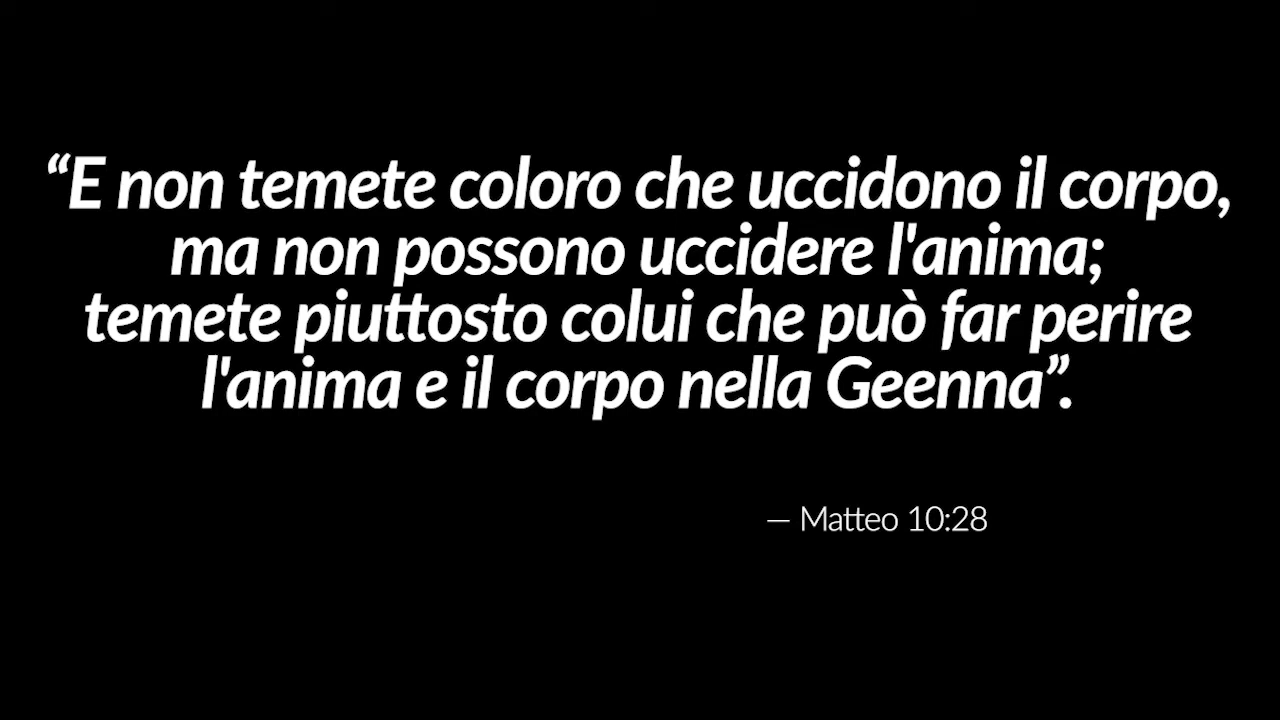 “E non temete coloro che uccidono il corpo,
ma non possono uccidere l'anima;
temete piuttosto colui che può far perire
l'anima e il corpo nella Geenna”.
— Matteo 10:28